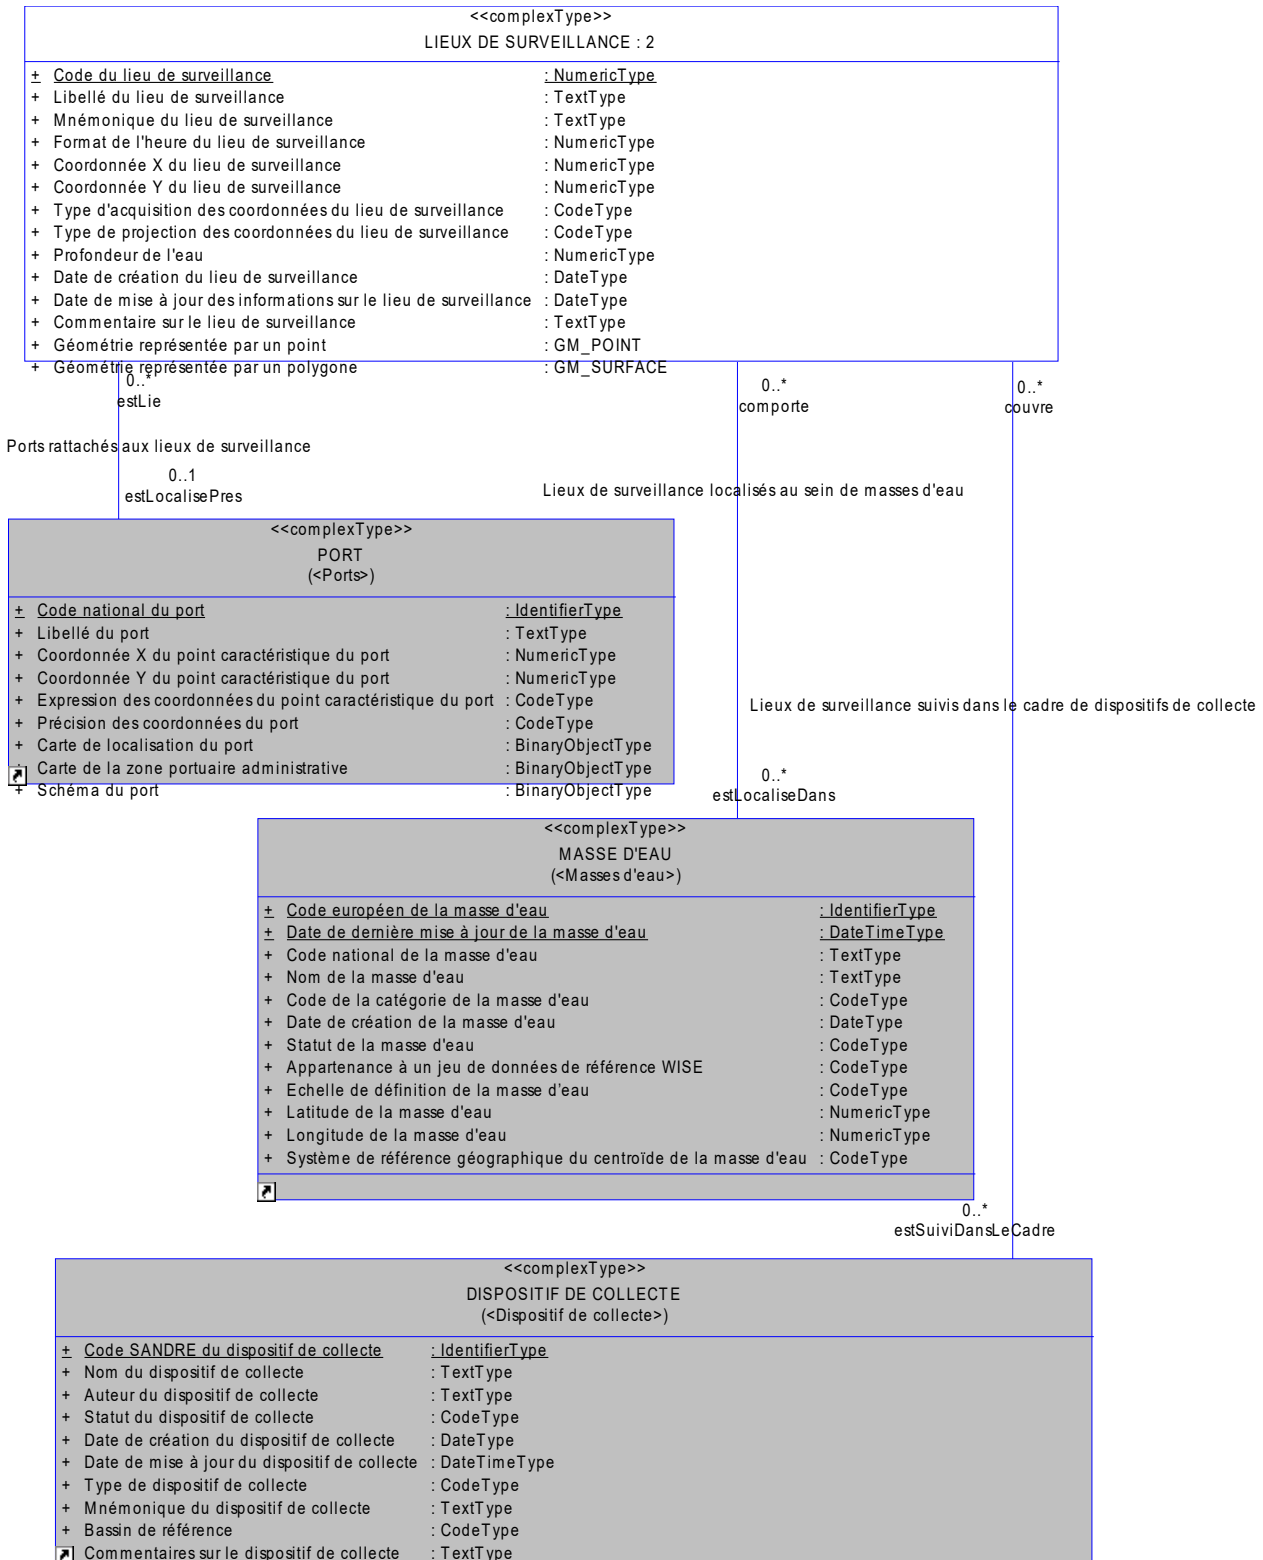 <<complexType>>
LIEUX DE SURVEILLANCE : 2
+ Code du lieu de surveillance : NumericType
+ Libellé du lieu de surveillance : TextType
+ Mnémonique du lieu de surveillance : TextType
+ Format de l'heure du lieu de surveillance : NumericType
+ Coordonnée X du lieu de surveillance : NumericType
+ Coordonnée Y du lieu de surveillance : NumericType
+ Type d'acquisition des coordonnées du lieu de surveillance : CodeType
+ Type de projection des coordonnées du lieu de surveillance : CodeType
+ Profondeur de l'eau : NumericType
+ Date de création du lieu de surveillance : DateType
+ Date de mise à jour des informations sur le lieu de surveillance : DateType
+ Commentaire sur le lieu de surveillance : TextType
+ Géométrie représentée par un point : GM_POINT
+ Géométrie représentée par un polygone : GM_SURFACE
0..*
estLie
0..*
comporte
0..*
couvre
Ports rattachés aux lieux de surveillance
0..1
estLocalisePres
Lieux de surveillance localisés au sein de masses d'eau
<<complexType>>
PORT
(<Ports>)
+ Code national du port : IdentifierType
+ Libellé du port : TextType
+ Coordonnée X du point caractéristique du port : NumericType
+ Coordonnée Y du point caractéristique du port : NumericType
+ Expression des coordonnées du point caractéristique du port : CodeType
+ Précision des coordonnées du port : CodeType
+ Carte de localisation du port : BinaryObjectType
+ Carte de la zone portuaire administrative : BinaryObjectType
+ Schéma du port : BinaryObjectType
Lieux de surveillance suivis dans le cadre de dispositifs de collecte
0..*
estLocaliseDans
<<complexType>>
MASSE D'EAU
(<Masses d'eau>)
+ Code européen de la masse d'eau : IdentifierType
+ Date de dernière mise à jour de la masse d'eau : DateTimeType
+ Code national de la masse d'eau : TextType
+ Nom de la masse d'eau : TextType
+ Code de la catégorie de la masse d'eau : CodeType
+ Date de création de la masse d'eau : DateType
+ Statut de la masse d'eau : CodeType
+ Appartenance à un jeu de données de référence WISE : CodeType
+ Echelle de définition de la masse d'eau : CodeType
+ Latitude de la masse d'eau : NumericType
+ Longitude de la masse d'eau : NumericType
+ Système de référence géographique du centroïde de la masse d'eau : CodeType
0..*
estSuiviDansLeCadre
<<complexType>>
DISPOSITIF DE COLLECTE
(<Dispositif de collecte>)
+ Code SANDRE du dispositif de collecte : IdentifierType
+ Nom du dispositif de collecte : TextType
+ Auteur du dispositif de collecte : TextType
+ Statut du dispositif de collecte : CodeType
+ Date de création du dispositif de collecte : DateType
+ Date de mise à jour du dispositif de collecte : DateTimeType
+ Type de dispositif de collecte : CodeType
+ Mnémonique du dispositif de collecte : TextType
+ Bassin de référence : CodeType
Commentaires sur le dispositif de collecte : TextType